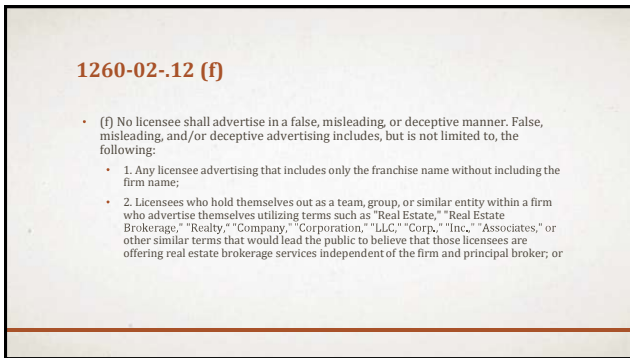 1260-02-.12 (f)
• (f) No licensee shall advertise in a false, misleading, or deceptive manner. False,
misleading, and/or deceptive advertising includes, but is not limited to, the
following:
• 1. Any licensee advertising that includes only the franchise name without including the
firm name;
• 2. Licensees who hold themselves out as a team, group, or similar entity within a firm
who advertise themselves utilizing terms such as "Real Estate," "Real Estate
Brokerage," "Realty," "Company," "Corporation," "LLC," "Corp.," "Inc.," "Associates," or
other similar terms that would lead the public to believe that those licensees are
offering real estate brokerage services independent of the firm and principal broker; or